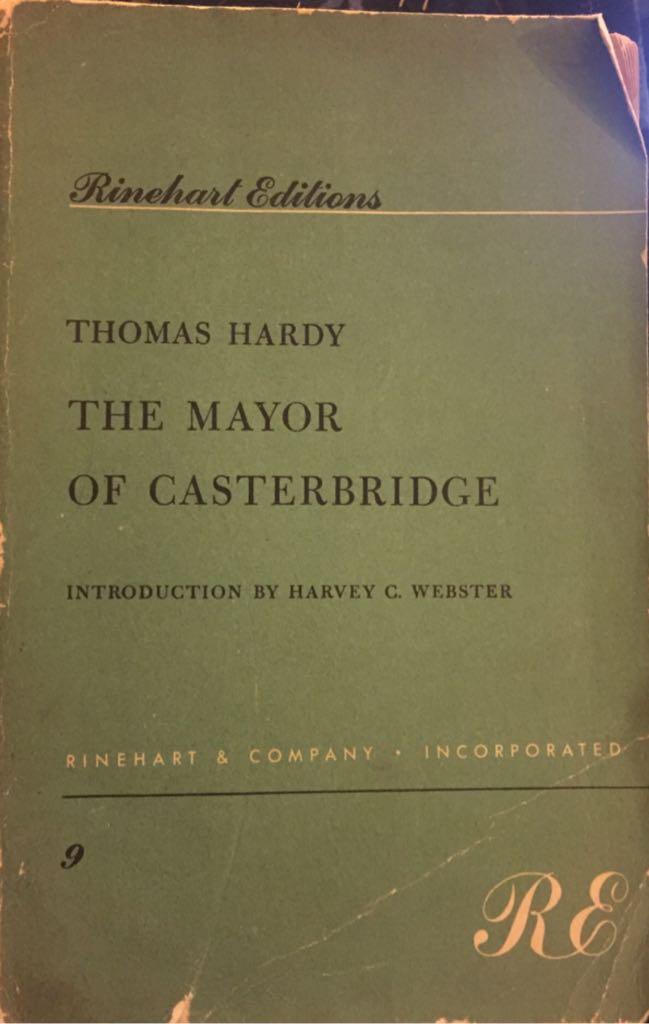 Rinehart Editions
THOMAS HARDY
THE MAYOR
OF CASTERBRIDGE
INTRODUCTION BY HARVEY C. WEBSTER
RINEHART & COMPANY · INCORPORATED
9
RE